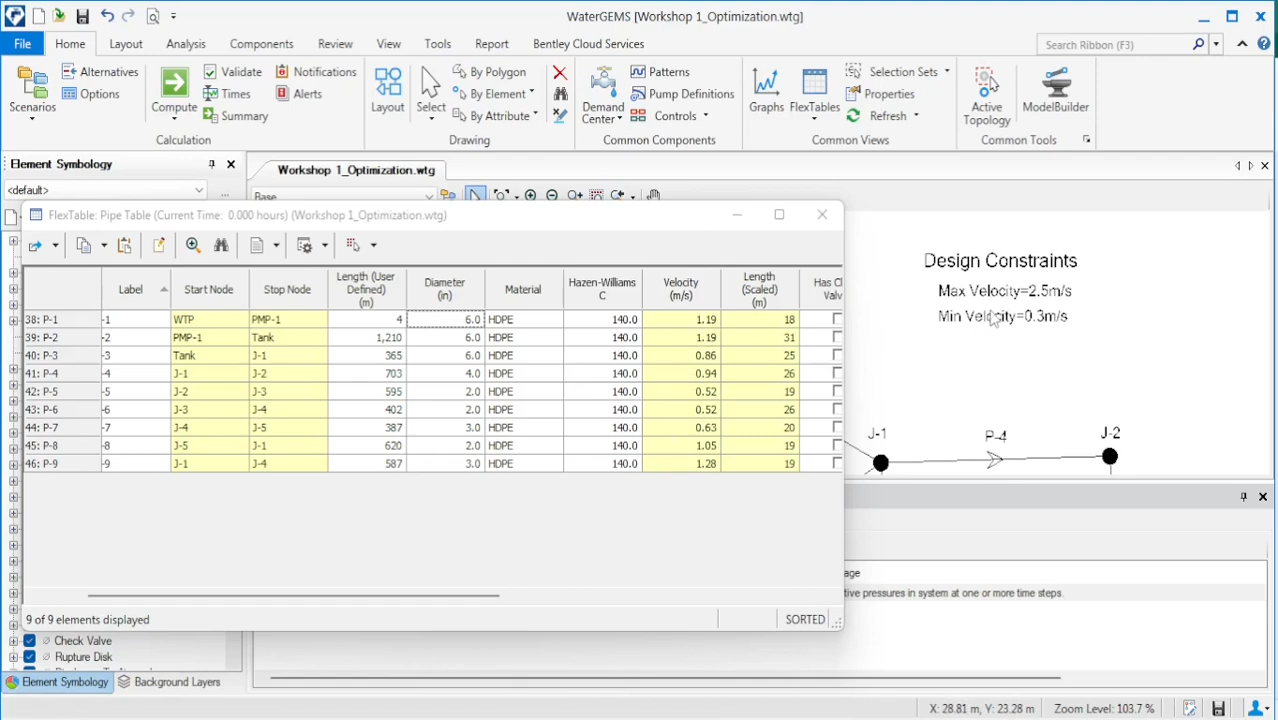 WaterGEMS [Workshop 1_Optimization.wtg]
File Home Layout Analysis Components Review View Tools Report Bentley Cloud Services Search Ribbon (F3)
Scenarios Alternatives Options Compute Validate Times Summary Notifications Alerts
Calculation
Layout Select By Polygon By Element By Attribute
Drawing
Demand Center Patterns Pump Definitions Controls
Common Components
Graphs FlexTables Selection Sets Properties Refresh
Common Views
Active Topology ModelBuilder
Common Tools
Element Symbology
<default>
Workshop 1_Optimization.wtg
Base
FlexTable: Pipe Table (Current Time: 0.000 hours) (Workshop 1_Optimization.wtg)
Label Start Node Stop Node Length (User Defined) (m) Diameter (in) Material Hazen-Williams C Velocity (m/s) Length (Scaled) (m)
38: P-1 -1 WTP PMP-1 4 6.0 HDPE 140.0 1.19 18
39: P-2 -2 PMP-1 Tank 1,210 6.0 HDPE 140.0 1.19 31
40: P-3 -3 Tank J-1 365 6.0 HDPE 140.0 0.86 25
41: P-4 -4 J-1 J-2 703 4.0 HDPE 140.0 0.94 26
42: P-5 -5 J-2 J-3 595 2.0 HDPE 140.0 0.52 19
43: P-6 -6 J-3 J-4 402 2.0 HDPE 140.0 0.52 26
44: P-7 -7 J-4 J-5 387 3.0 HDPE 140.0 0.63 20
45: P-8 -8 J-5 J-1 620 2.0 HDPE 140.0 1.05 19
46: P-9 -9 J-1 J-4 587 3.0 HDPE 140.0 1.28 19
9 of 9 elements displayed SORTED
Design Constraints
Max Velocity=2.5m/s
Min Velocity=0.3m/s
J-1 P-4 J-2
age
tive pressures in system at one or more time steps.
Check Valve
Rupture Disk
Element Symbology Background Layers
X: 28.81 m, Y: 23.28 m Zoom Level: 103.7 %